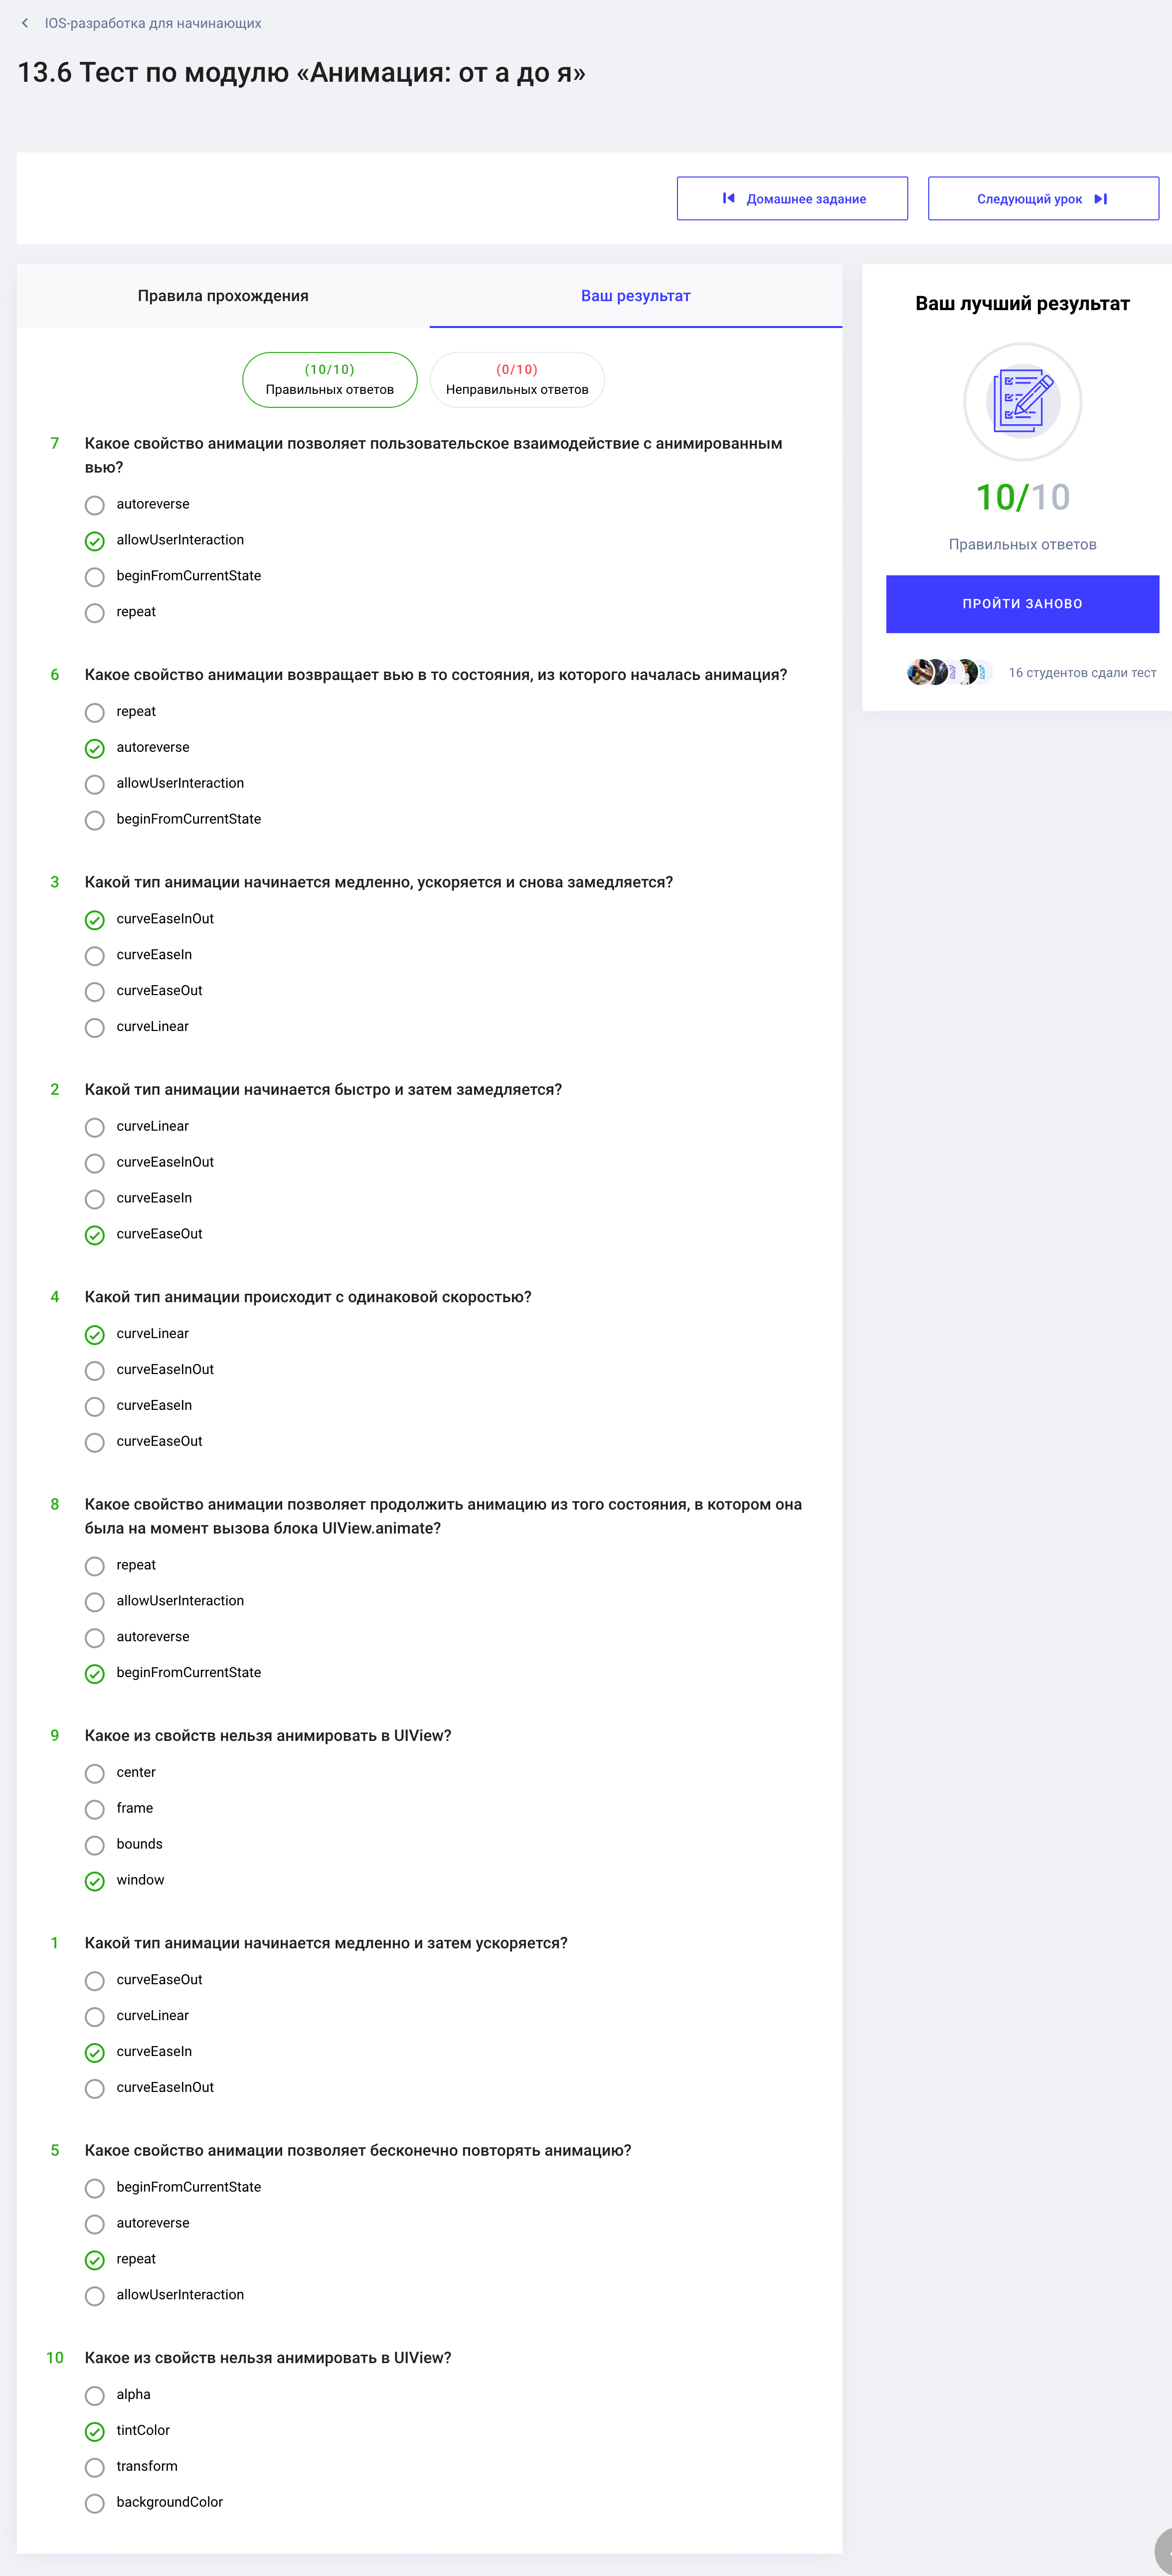 IOS-разработка для начинающих
13.6 Тест по модулю «Анимация: от а до я»
Домашнее задание
Следующий урок
Правила прохождения
Ваш результат
(10/10)
Правильных ответов
(0/10)
Неправильных ответов
7 Какое свойство анимации позволяет пользовательское взаимодействие с анимированным
вью?
autoreverse
allowUserInteraction
beginFromCurrentState
repeat
6 Какое свойство анимации возвращает вью в то состояния, из которого началась анимация?
repeat
autoreverse
allowUserInteraction
beginFromCurrentState
3 Какой тип анимации начинается медленно, ускоряется и снова замедляется?
curveEaseInOut
curveEaseIn
curveEaseOut
curveLinear
2 Какой тип анимации начинается быстро и затем замедляется?
curveLinear
curveEaseInOut
curveEaseIn
curveEaseOut
4 Какой тип анимации происходит с одинаковой скоростью?
curveLinear
curveEaseInOut
curveEaseIn
curveEaseOut
8 Какое свойство анимации позволяет продолжить анимацию из того состояния, в котором она
была на момент вызова блока UIView.animate?
repeat
allowUserInteraction
autoreverse
beginFromCurrentState
9 Какое из свойств нельзя анимировать в UIView?
center
frame
bounds
window
1 Какой тип анимации начинается медленно и затем ускоряется?
curveEaseOut
curveLinear
curveEaseIn
curveEaseInOut
5 Какое свойство анимации позволяет бесконечно повторять анимацию?
beginFromCurrentState
autoreverse
repeat
allowUserInteraction
10 Какое из свойств нельзя анимировать в UIView?
alpha
tintColor
transform
backgroundColor
Ваш лучший результат
10/10
Правильных ответов
ПРОЙТИ ЗАНОВО
16 студентов сдали тест